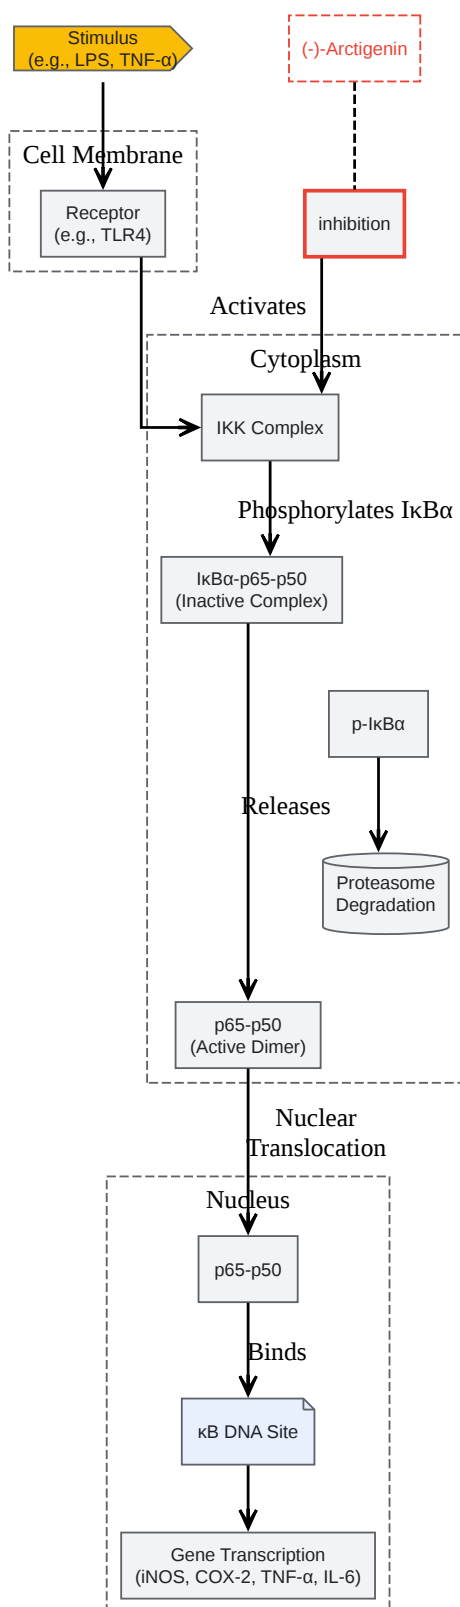 Stimulus
(e.g., LPS, TNF-α)
(-)-Arctigenin
Cell Membrane
Receptor
(e.g., TLR4)
inhibition
Activates
Cytoplasm
IKK Complex
Phosphorylates IκBα
IκBα-p65-p50
(Inactive Complex)
p-IκBα
Releases
Proteasome
Degradation
p65-p50
(Active Dimer)
Nuclear
Translocation
Nucleus
p65-p50
Binds
κB DNA Site
Gene Transcription
(iNOS, COX-2, TNF-α, IL-6)